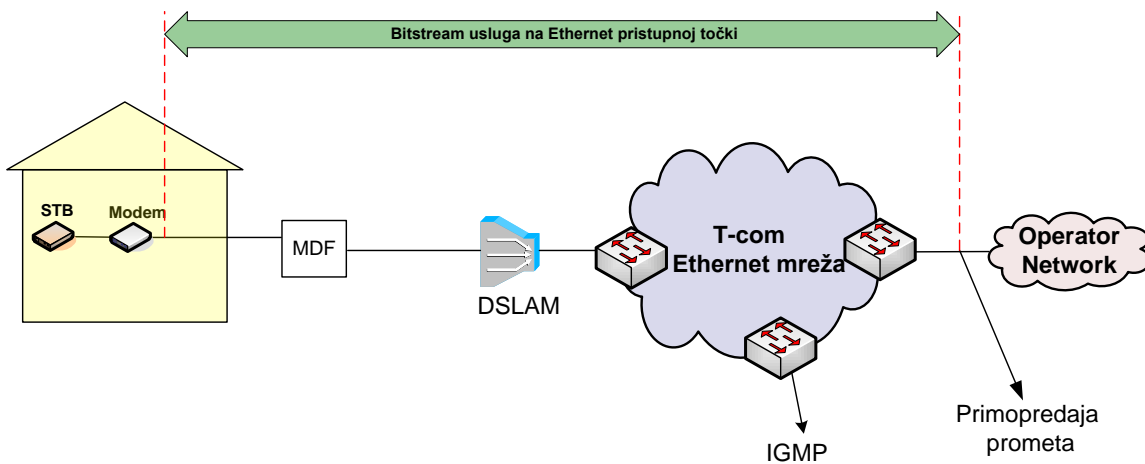 Bitstream usluga na Ethernet pristupnoj točki
STB
Modem
MDF
DSLAM
T-com
Ethernet mreža
Operator
Network
IGMP
Primopredaja
prometa